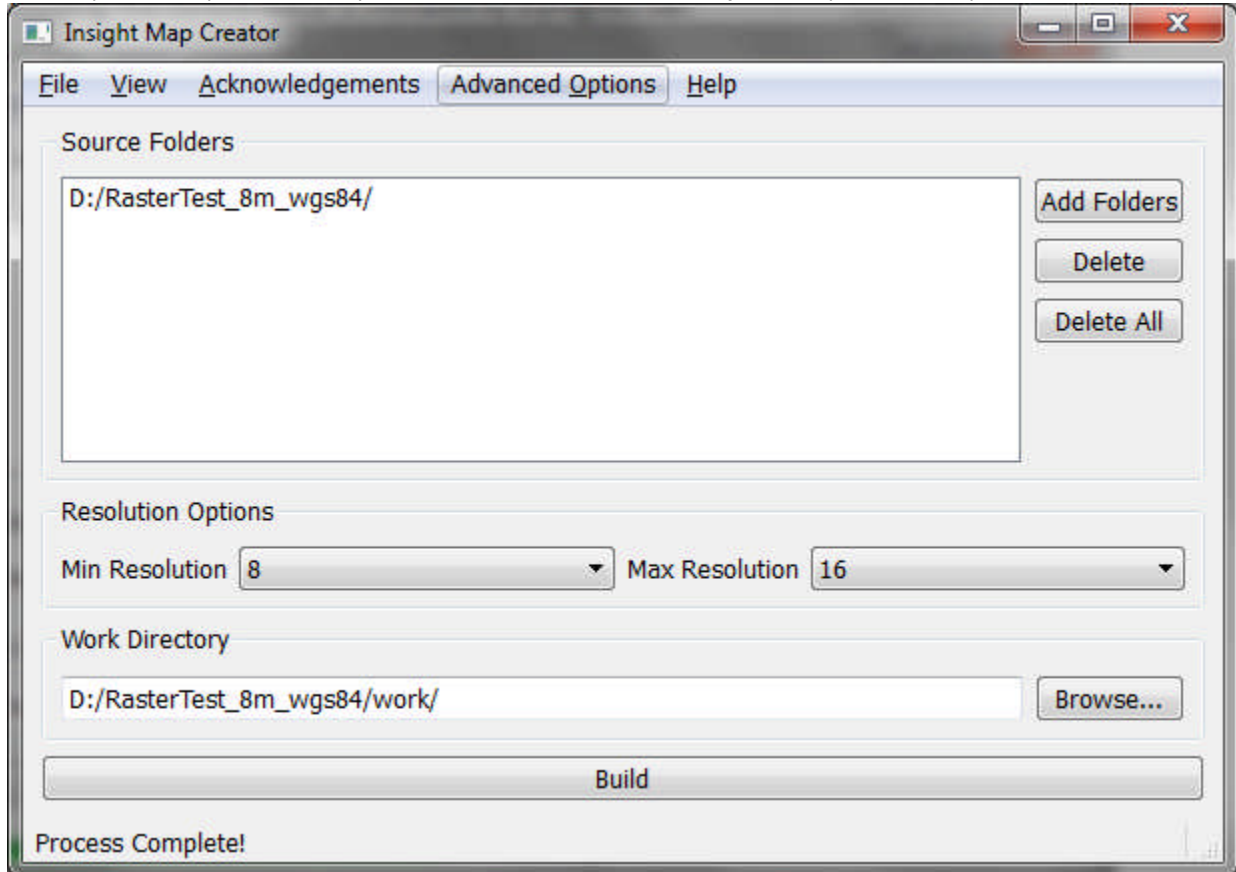 Insight Map Creator
File View Acknowledgements Advanced Options Help
Source Folders
D:/RasterTest_8m_wgs84/
Add Folders
Delete
Delete All
Resolution Options
Min Resolution 8 Max Resolution 16
Work Directory
D:/RasterTest_8m_wgs84/work/ Browse...
Build
Process Complete!